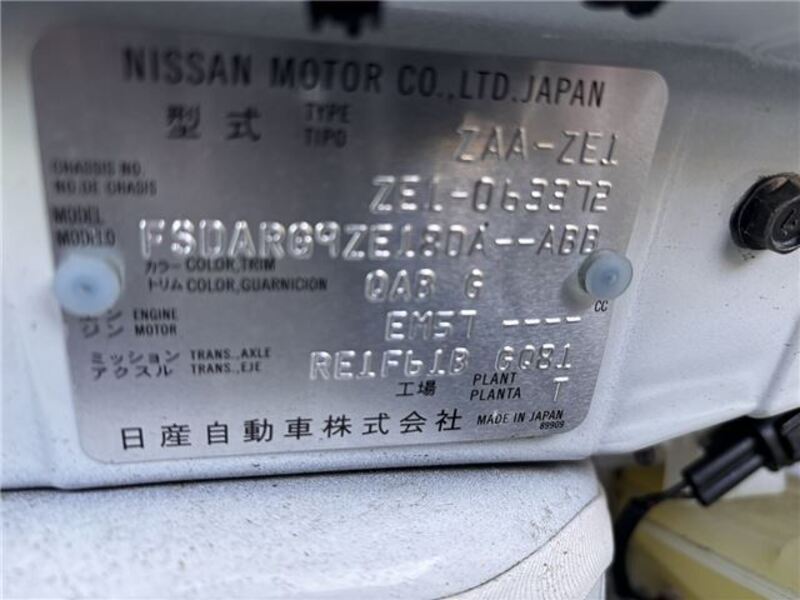 NISSAN MOTOR CO.,LTD.JAPAN
型式 TYPE TIPO ZAA-ZE1
CHASSIS NO. NO.DE CHASIS ZE1-063372
MODEL MODELO FSDARG9ZE18DA--ABB
カラー COLOR,TRIM
トリム COLOR,GUARNICION QAB G
CC
エンジン ENGINE MOTOR EM57 ----
ミッション TRANS.,AXLE
アクスル TRANS.,EJE RE1F61B GQ81
工場 PLANT PLANTA T
日産自動車株式会社 MADE IN JAPAN
89909